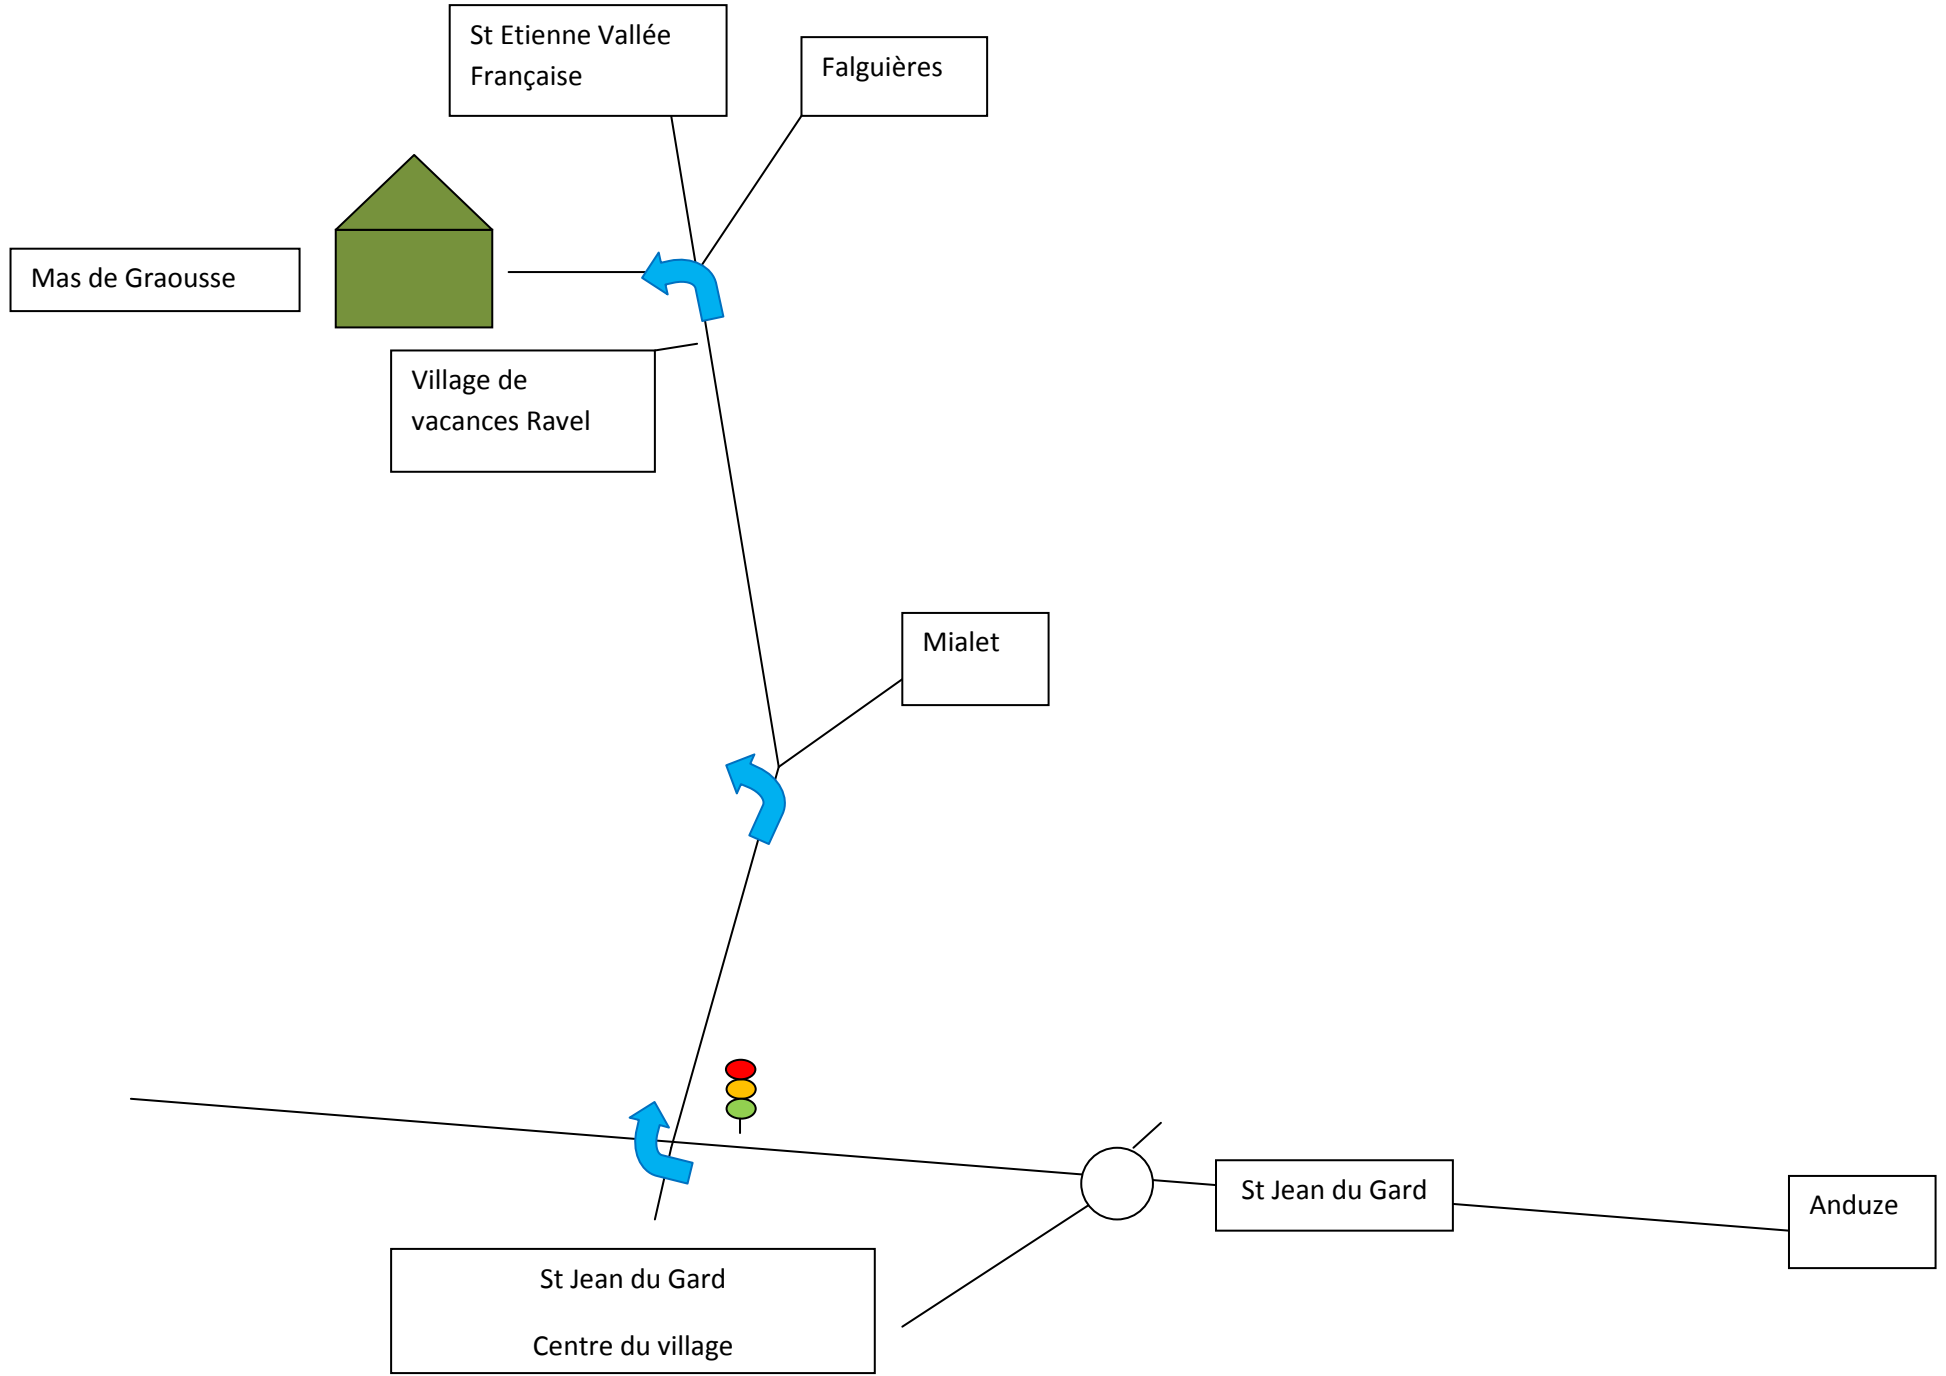 St Etienne Vallée
Française
Falguières
Mas de Graousse
Village de
vacances Ravel
Mialet
St Jean du Gard
Anduze
St Jean du Gard
Centre du village